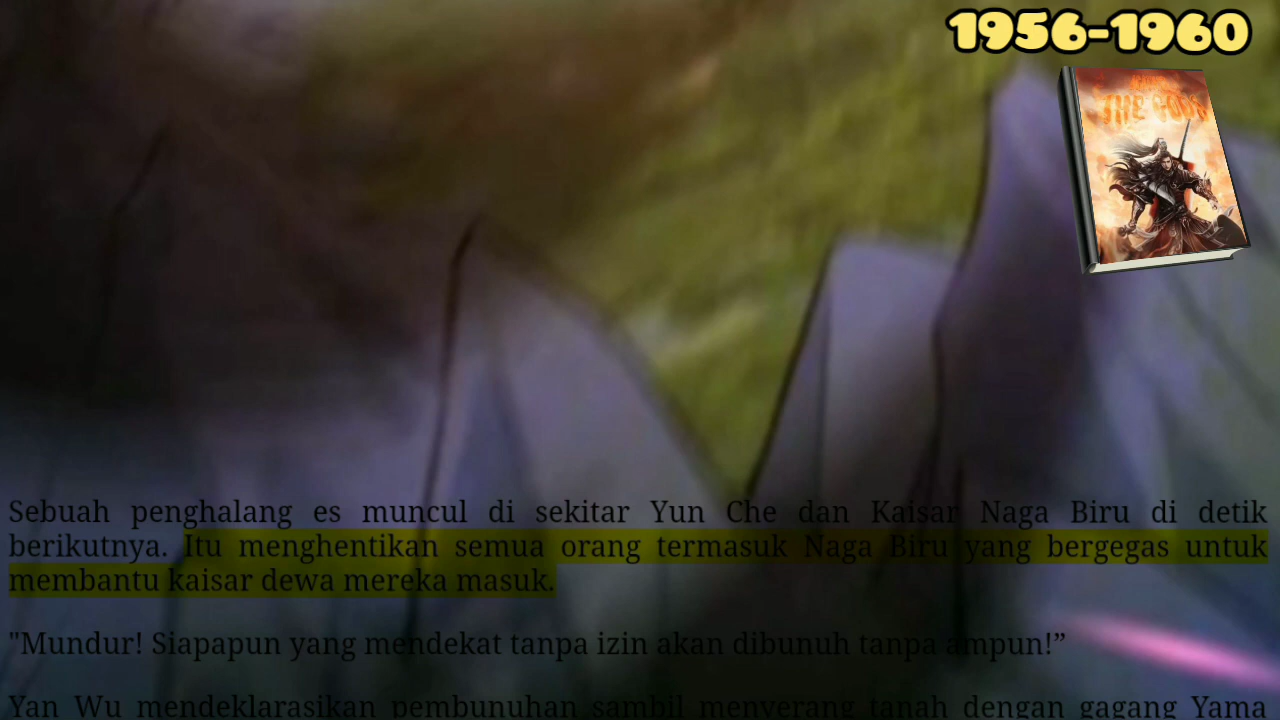 1956-1960
THE GODS
Sebuah penghalang es muncul di sekitar Yun Che dan Kaisar Naga Biru di detik
berikutnya. Itu menghentikan semua orang termasuk Naga Biru yang bergegas untuk
membantu kaisar dewa mereka masuk.
"Mundur! Siapapun yang mendekat tanpa izin akan dibunuh tanpa ampun!”
Yan Wu mendeklarasikan pembunuhan sambil menyerang tanah dengan gagang Yama